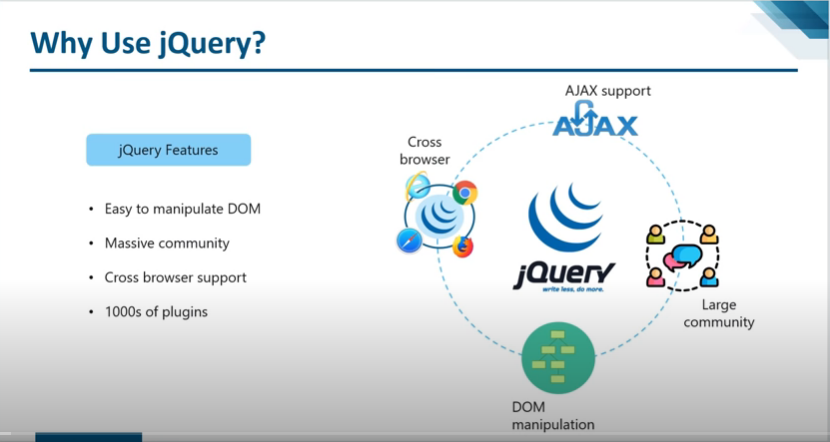 Why Use jQuery?
jQuery Features
• Easy to manipulate DOM
• Massive community
• Cross browser support
• 1000s of plugins
AJAX support
AJAX
Cross
browser
jQuery
write less, do more.
Large
community
DOM
manipulation